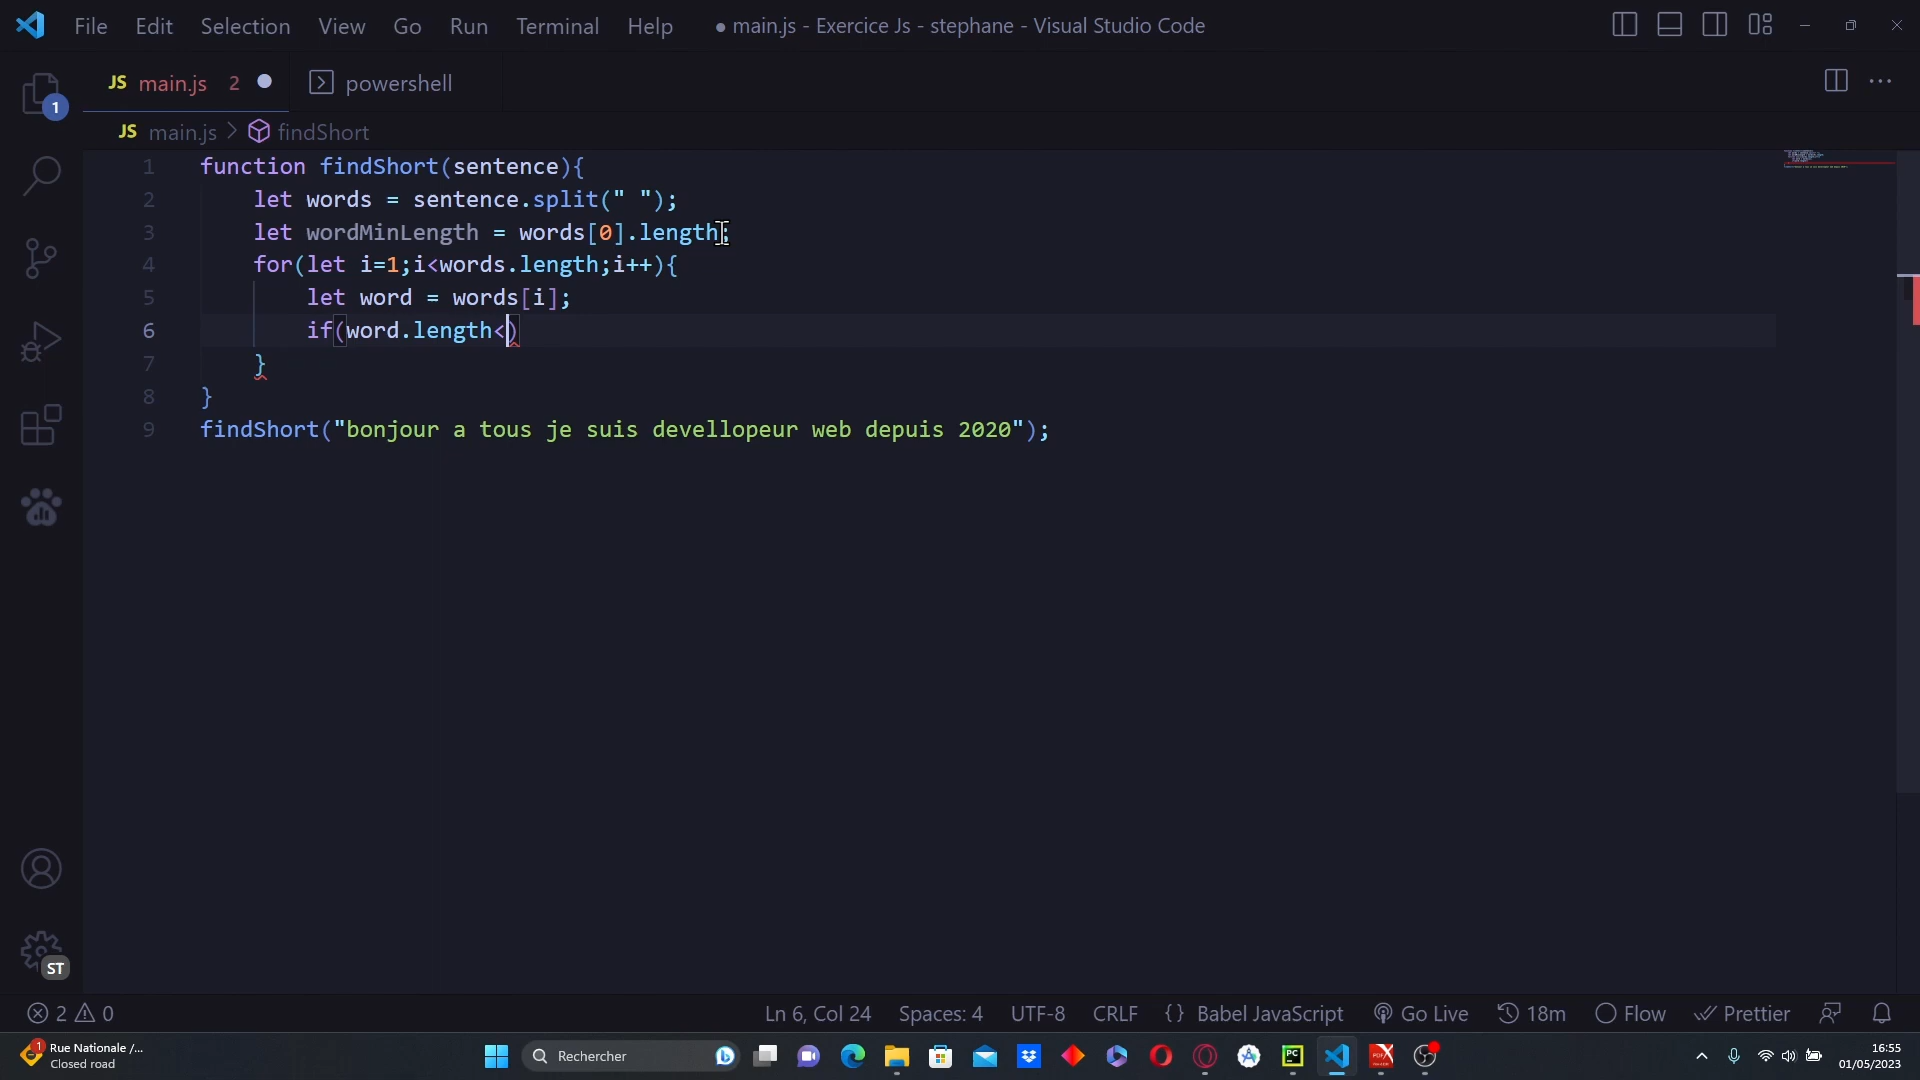 File Edit Selection View Go Run Terminal Help ● main.js - Exercice Js - stephane - Visual Studio Code
JS main.js 2 powershell
1
JS main.js > findShort
1 function findShort(sentence){
2 let words = sentence.split(" ");
3 let wordMinLength = words[0].length;
4 for(let i=1;i<words.length;i++){
5 let word = words[i];
6 if(word.length<)
7 }
8 }
9 findShort("bonjour a tous je suis devellopeur web depuis 2020");
ST
2 0 Ln 6, Col 24 Spaces: 4 UTF-8 CRLF {} Babel JavaScript Go Live 18m Flow Prettier
1 Rue Nationale /...
Closed road
Rechercher
PC
PDF
16:55
01/05/2023